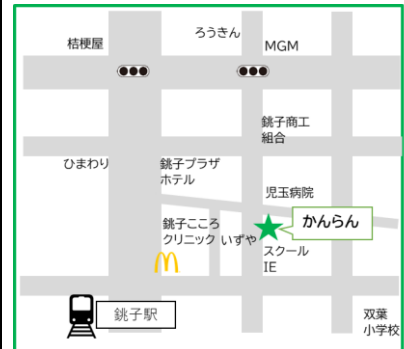 ろうきん
桔梗屋
MGM
銚子商工
組合
ひまわり
銚子プラザ
ホテル
児玉病院
かんらん
銚子こころ
クリニック
いずや
スクール
IE
銚子駅
双葉
小学校